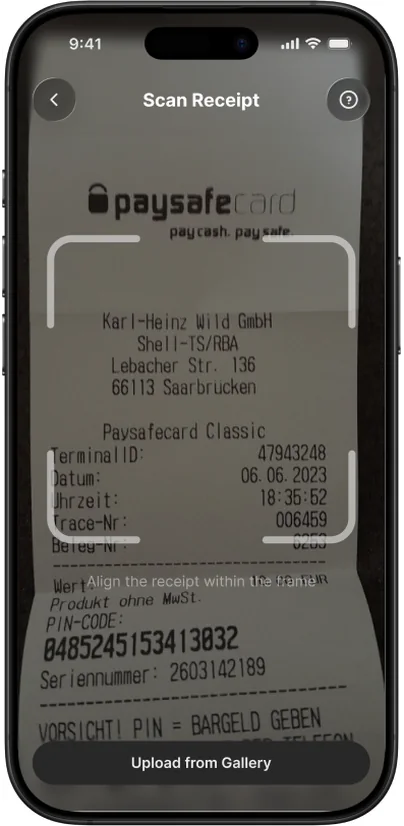 9:41
Scan Receipt
paysafecard
pay cash. pay safe.
Karl-Heinz Wild GmbH
Shell-TS/RBA
Lebacher Str. 136
66113 Saarbrücken
Paysafecard Classic
TerminalID: 47943248
Datum: 06.06.2023
Uhrzeit: 18:35:52
Trace-Nr: 006459
Beleg-Nr: 6253
Wert: EUR
Align the receipt within the frame
Produkt ohne MwSt.
PIN-CODE:
0485245153413032
Seriennummer: 2603142189
VORSICHT! PIN = BARGELD GEBEN
Upload from Gallery